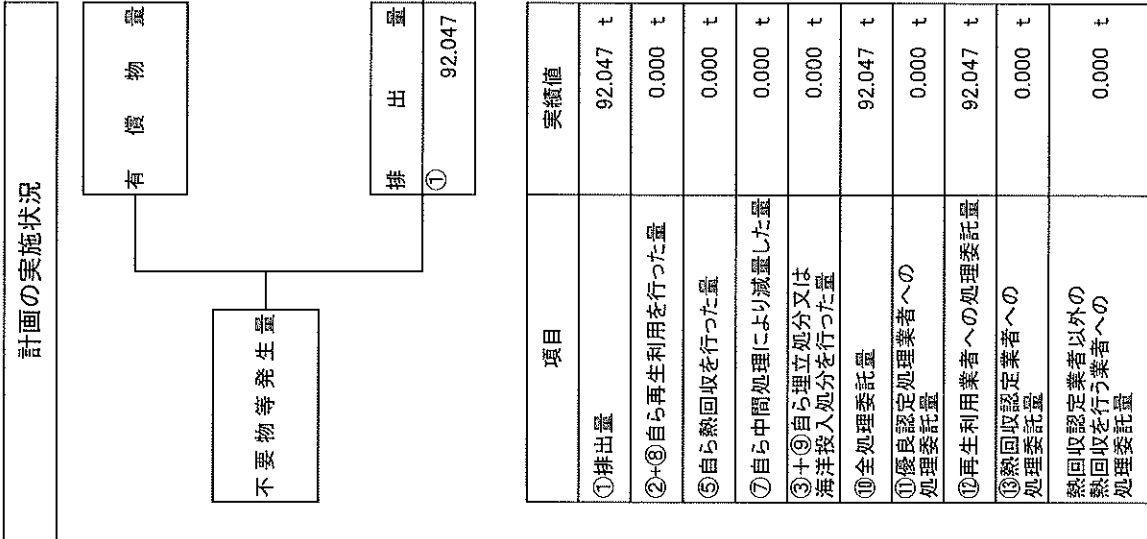 計画の実施状況
有償物量
不要物等発生量
排出量
①
92.047
項目 実績値
①排出量 92.047 t
②+⑧自ら再生利用を行った量 0.000 t
⑤自ら熱回収を行った量 0.000 t
⑦自ら中間処理により減量した量 0.000 t
③+⑨自ら埋立処分又は
海洋投入処分を行った量 0.000 t
⑩全処理委託量 92.047 t
⑪優良認定処理業者への
処理委託量 0.000 t
⑫再生利用業者への処理委託量 92.047 t
⑬熱回収認定業者への
処理委託量 0.000 t
熱回収認定業者以外の
熱回収を行う業者への
処理委託量 0.000 t